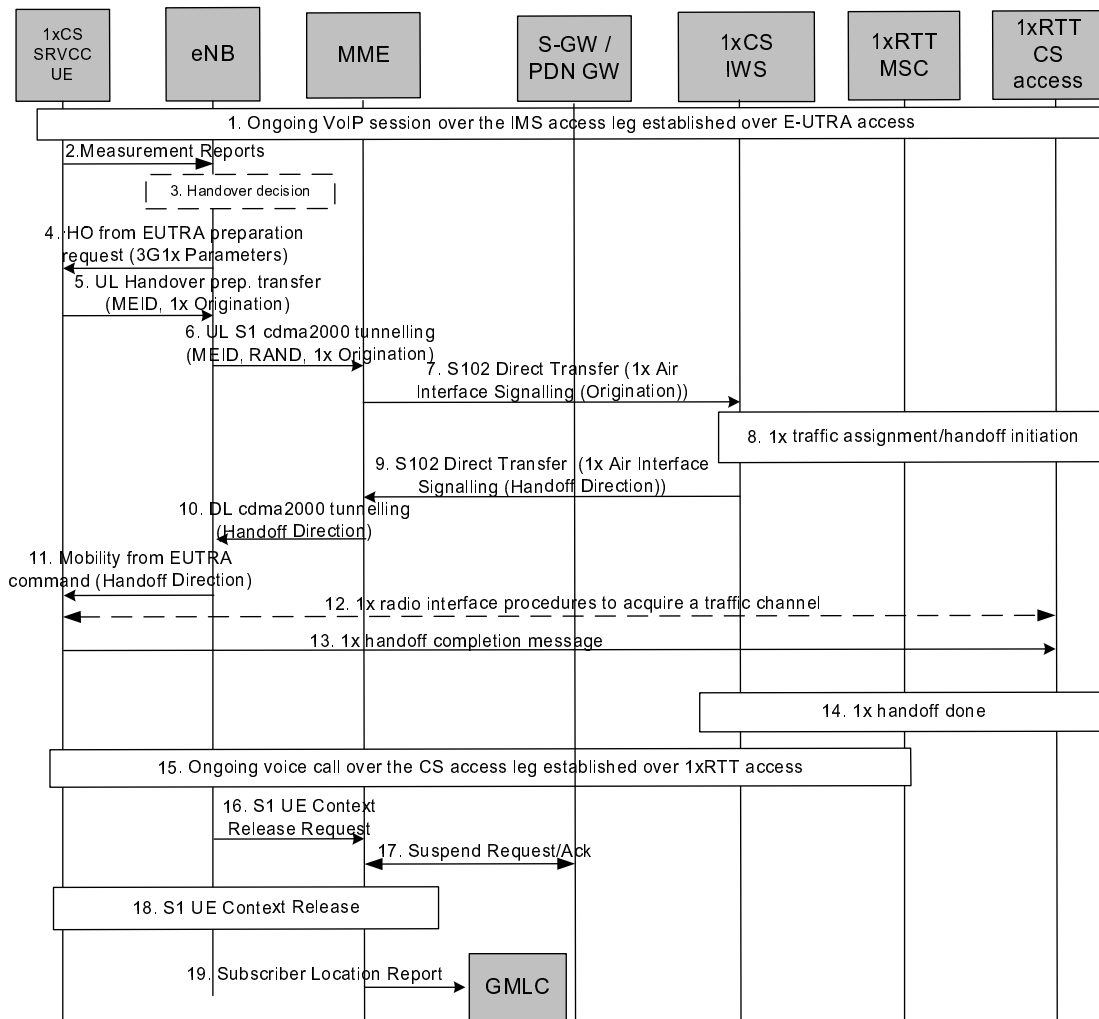 1xCS
SRVCC
UE
eNB
MME
S-GW /
PDN GW
1xCS
IWS
1xRTT
MSC
1xRTT
CS
access
1. Ongoing VoIP session over the IMS access leg established over E-UTRA access
2.Measurement Reports
3. Handover decision
4. HO from EUTRA preparation
request (3G1x Parameters)
5. UL Handover prep. transfer
(MEID, 1x Origination)
6. UL S1 cdma2000 tunnelling
(MEID, RAND, 1x Origination)
7. S102 Direct Transfer (1x Air
Interface Signalling (Origination))
8. 1x traffic assignment/handoff initiation
9. S102 Direct Transfer (1x Air Interface
Signalling (Handoff Direction))
10. DL cdma2000 tunnelling
(Handoff Direction)
11. Mobility from EUTRA
command (Handoff Direction)
12. 1x radio interface procedures to acquire a traffic channel
13. 1x handoff completion message
14. 1x handoff done
15. Ongoing voice call over the CS access leg established over 1xRTT access
16. S1 UE Context
Release Request
17. Suspend Request/Ack
18. S1 UE Context Release
19. Subscriber Location Report
GMLC